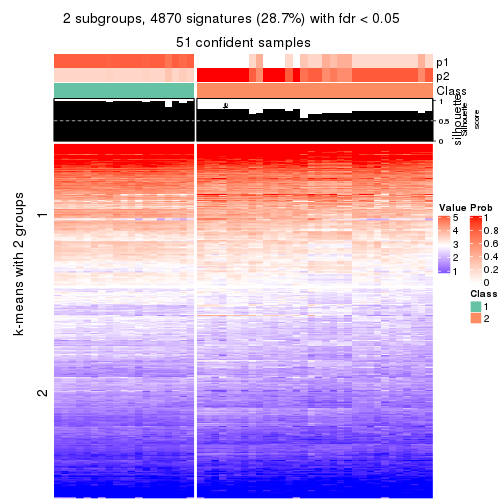 2 subgroups, 4870 signatures (28.7%) with fdr < 0.05
51 confident samples
p1
p2
Class
1
0.5
0
silhouette
Silhouette
score
k-means with 2 groups
1
2
Value
5
4
3
2
1
Prob
1
0.8
0.6
0.4
0.2
0
Class
1
2